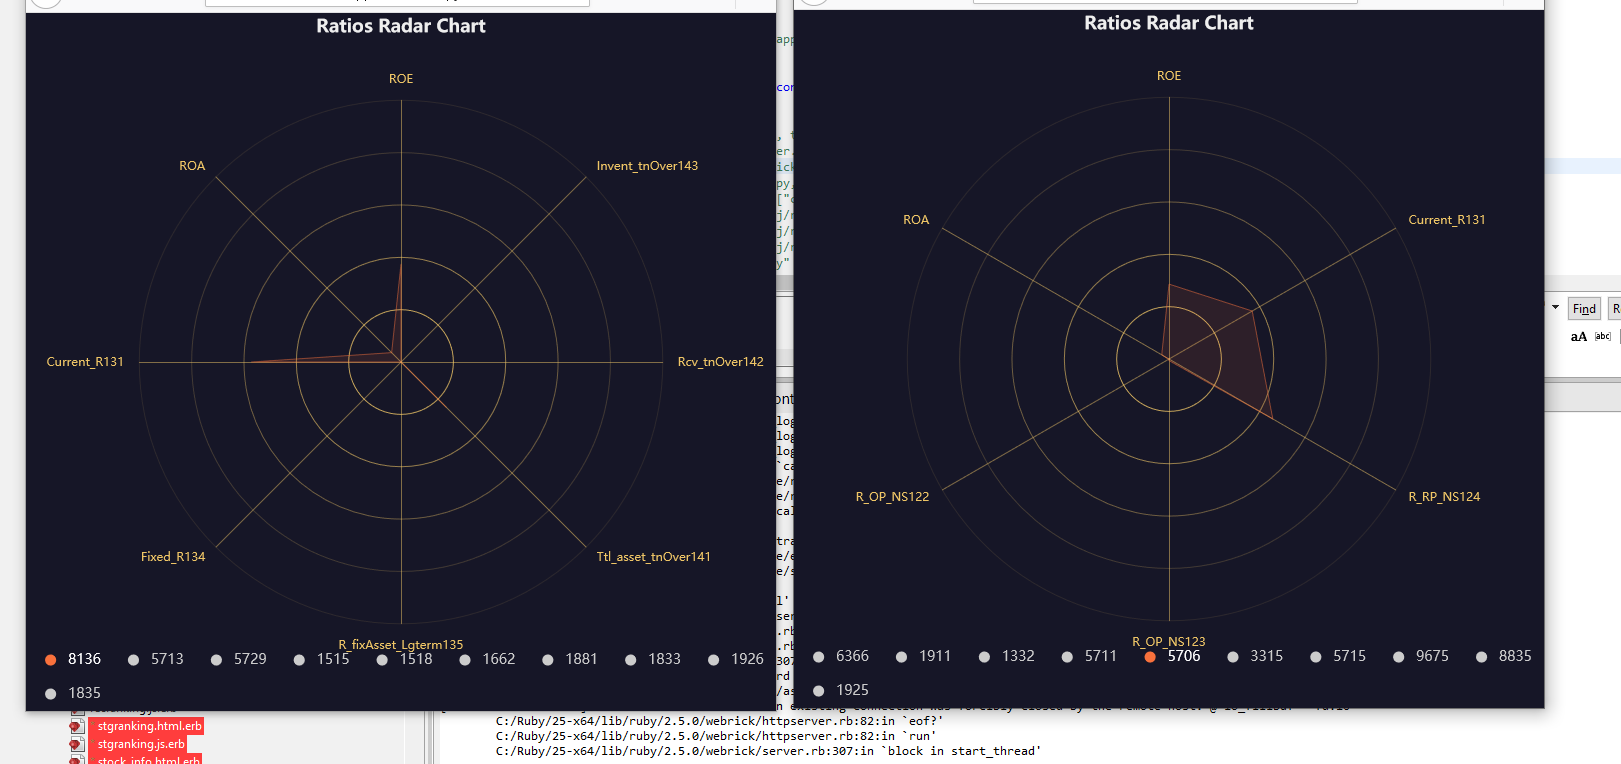 Ratios Radar Chart
ROE
Invent_tnOver143
ROA
Current_R131
Rcv_tnOver142
Fixed_R134
Ttl_asset_tnOver141
R_fixAsset_Lgterm135
8136 5713 5729 1515 1518 1662 1881 1833 1926
1835
Ratios Radar Chart
ROE
ROA
Current_R131
R_OP_NS122
R_RP_NS124
R_OP_NS123
6366 1911 1332 5711 5706 3315 5715 9675 8835
1925
Find
aA
abc
stgranking.html.erb
stgranking.js.erb
stock_info.html.erb
C:/Ruby/25-x64/lib/ruby/2.5.0/webrick/httpserver.rb:82:in `eof?'
C:/Ruby/25-x64/lib/ruby/2.5.0/webrick/httpserver.rb:82:in `run'
C:/Ruby/25-x64/lib/ruby/2.5.0/webrick/server.rb:307:in `block in start_thread'